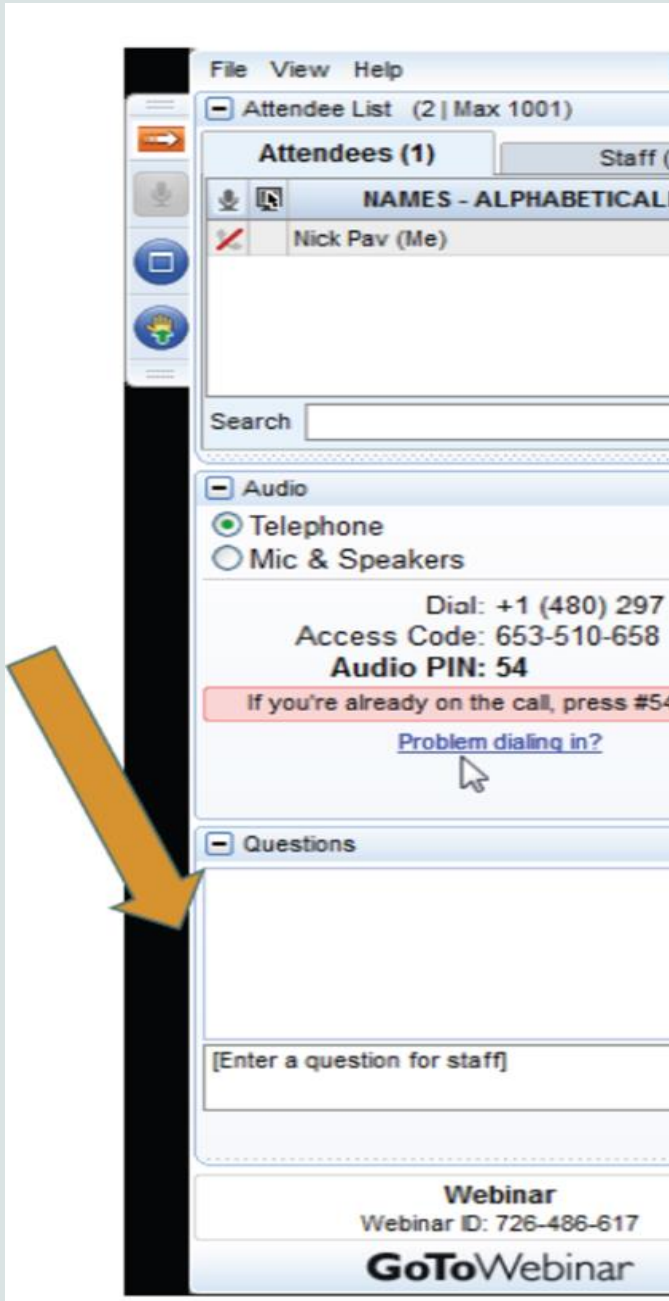 File View Help
Attendee List (2 | Max 1001)
Attendees (1) Staff (
NAMES - ALPHABETICAL
Nick Pav (Me)
Search
Audio
Telephone
Mic & Speakers
Dial: +1 (480) 297
Access Code: 653-510-658
Audio PIN: 54
If you're already on the call, press #54
Problem dialing in?
Questions
[Enter a question for staff]
Webinar
Webinar ID: 726-486-617
GoToWebinar